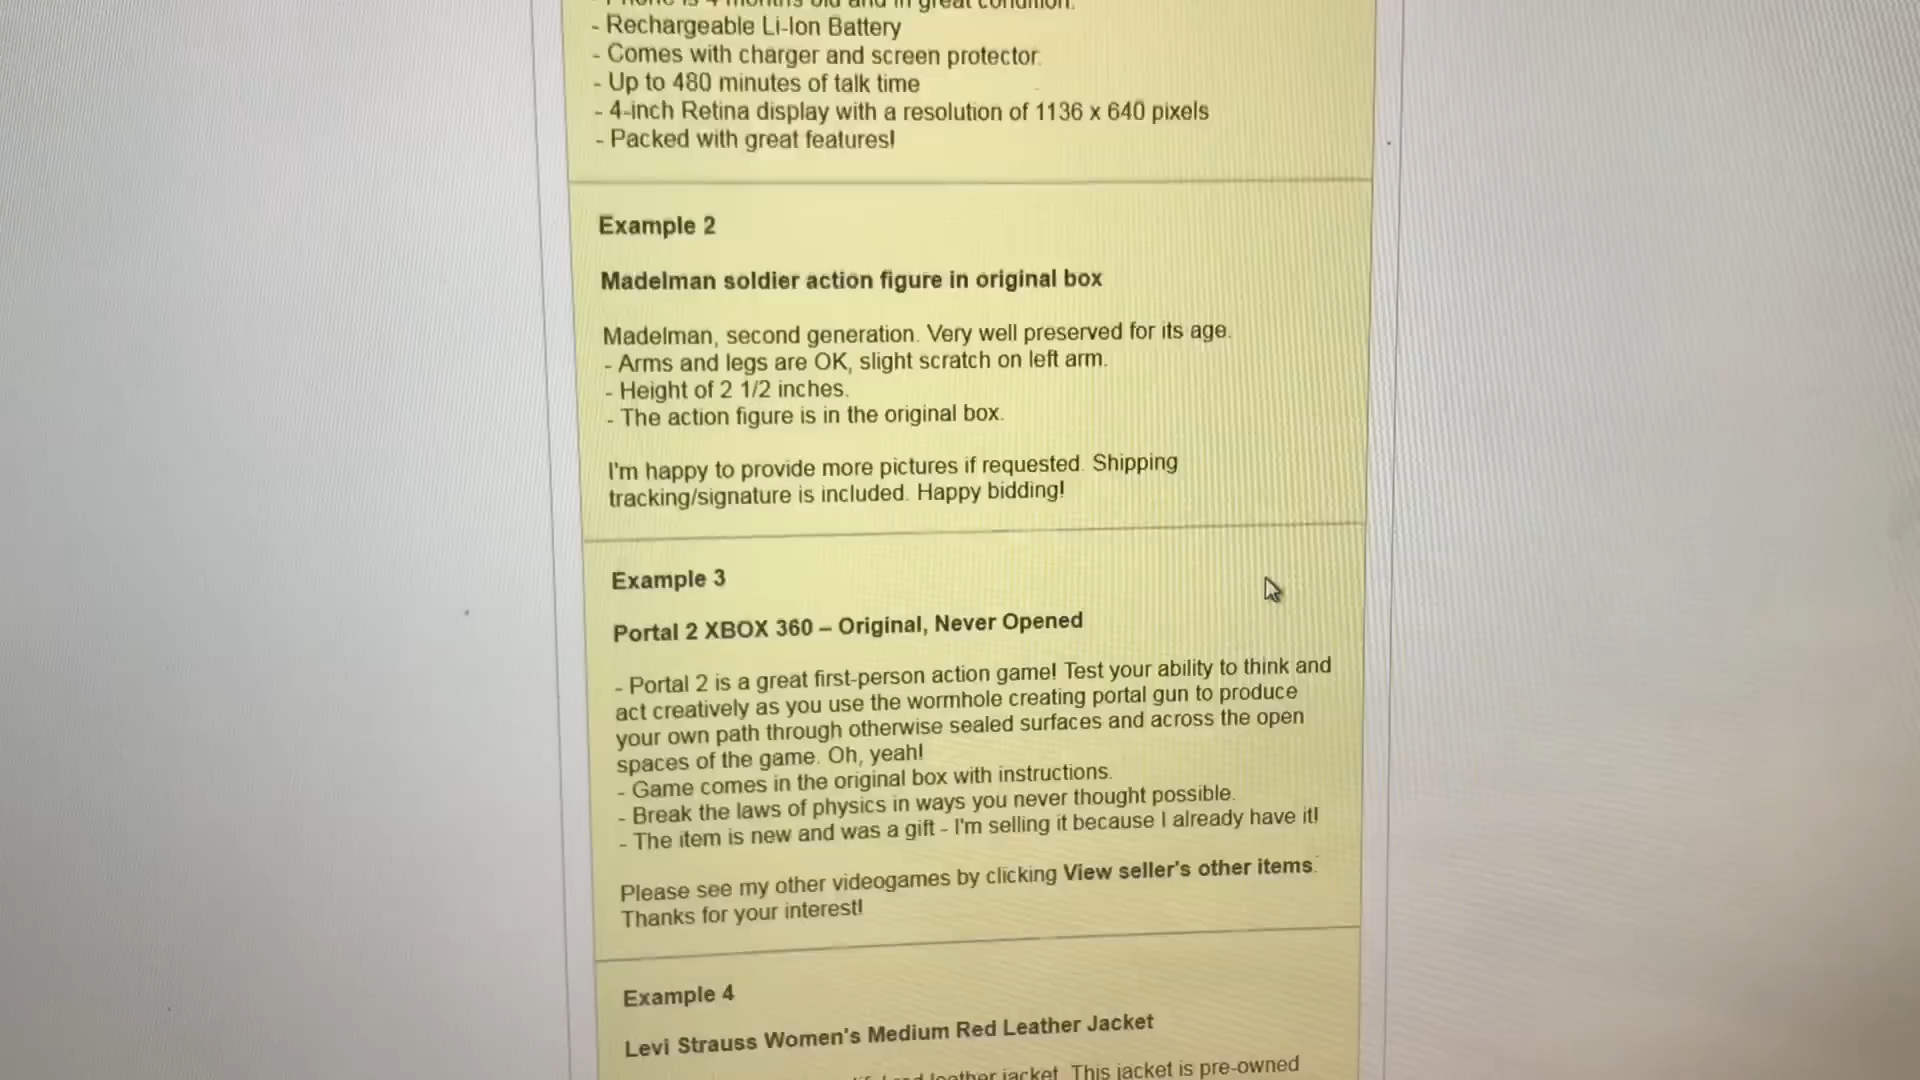 - Phone is 4 months old and in great condition.
- Rechargeable Li-Ion Battery
- Comes with charger and screen protector.
- Up to 480 minutes of talk time
- 4-inch Retina display with a resolution of 1136 x 640 pixels
- Packed with great features!
Example 2
Madelman soldier action figure in original box
Madelman, second generation. Very well preserved for its age.
- Arms and legs are OK, slight scratch on left arm.
- Height of 2 1/2 inches.
- The action figure is in the original box.
I'm happy to provide more pictures if requested. Shipping
tracking/signature is included. Happy bidding!
Example 3
Portal 2 XBOX 360 – Original, Never Opened
- Portal 2 is a great first-person action game! Test your ability to think and
act creatively as you use the wormhole creating portal gun to produce
your own path through otherwise sealed surfaces and across the open
spaces of the game. Oh, yeah!
- Game comes in the original box with instructions.
- Break the laws of physics in ways you never thought possible.
- The item is new and was a gift - I'm selling it because I already have it!
Please see my other videogames by clicking View seller's other items.
Thanks for your interest!
Example 4
Levi Strauss Women's Medium Red Leather Jacket
leather jacket. This jacket is pre-owned